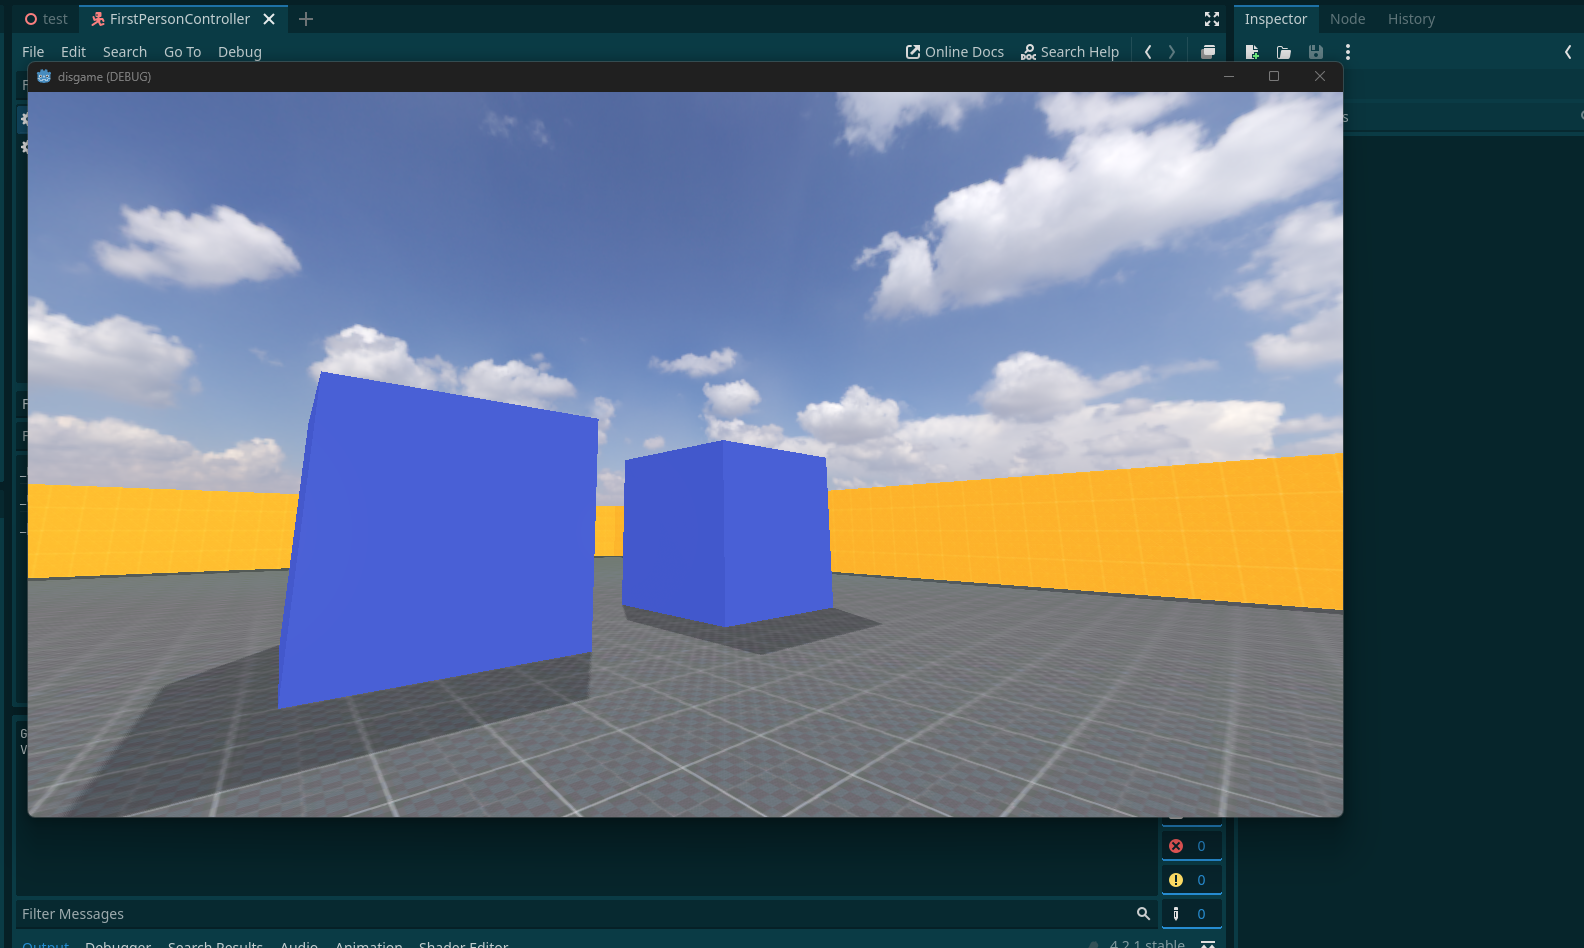 test
FirstPersonController
Inspector
Node
History
File
Edit
Search
Go To
Debug
Online Docs
Search Help
disgame (DEBUG)
0
0
Filter Messages
0
Output
Debugger
Search Results
Audio
Animation
Shader Editor
4.2.1.stable